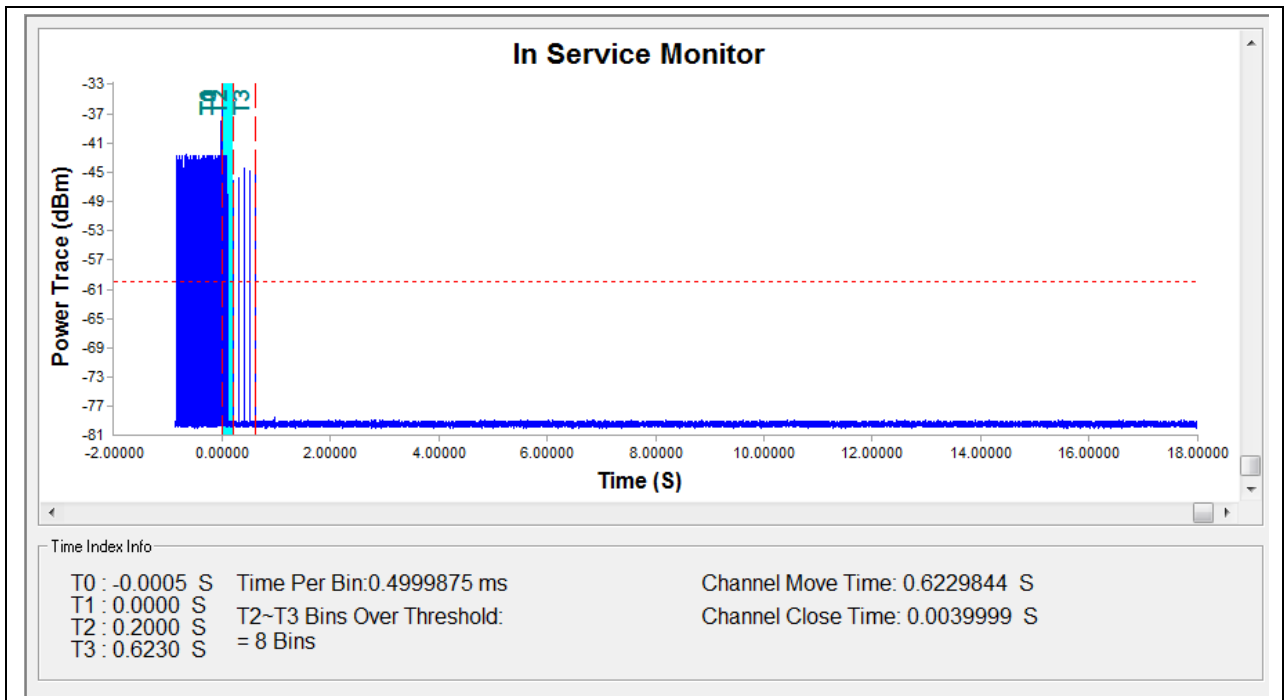 In Service Monitor
T0 T2 T3
Power Trace (dBm)
-33
-37
-41
-45
-49
-53
-57
-61
-65
-69
-73
-77
-81
-2.00000 0.00000 2.00000 4.00000 6.00000 8.00000 10.00000 12.00000 14.00000 16.00000 18.00000
Time (S)
Time Index Info
T0 : -0.0005 S Time Per Bin:0.4999875 ms Channel Move Time: 0.6229844 S
T1 : 0.0000 S
T2 : 0.2000 S T2~T3 Bins Over Threshold: Channel Close Time: 0.0039999 S
T3 : 0.6230 S = 8 Bins